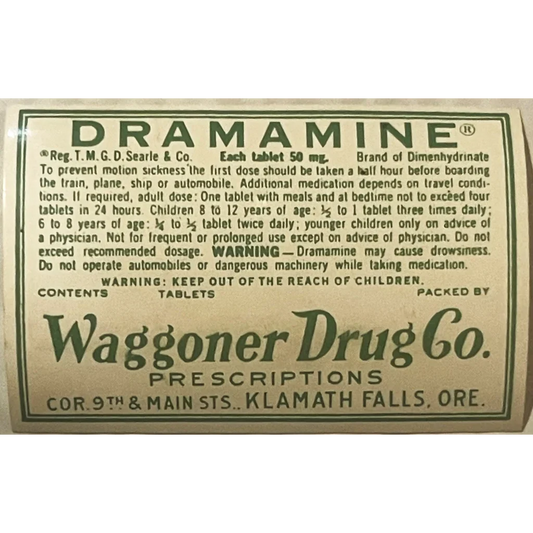 DRAMAMINE®
®Reg. T. M. G. D. Searle & Co. Each tablet 50 mg. Brand of Dimenhydrinate
To prevent motion sickness the first dose should be taken a half hour before boarding
the train, plane, ship or automobile. Additional medication depends on travel condi-
tions. If required, adult dose: One tablet with meals and at bedtime not to exceed four
tablets in 24 hours. Children 8 to 12 years of age: ½ to 1 tablet three times daily;
6 to 8 years of age: ¼ to ½ tablet twice daily; younger children only on advice of
a physician. Not for frequent or prolonged use except on advice of physician. Do not
exceed recommended dosage. WARNING — Dramamine may cause drowsiness.
Do not operate automobiles or dangerous machinery while taking medication.
WARNING: KEEP OUT OF THE REACH OF CHILDREN.
CONTENTS TABLETS PACKED BY
Waggoner Drug Co.
PRESCRIPTIONS
COR. 9TH & MAIN STS., KLAMATH FALLS, ORE.